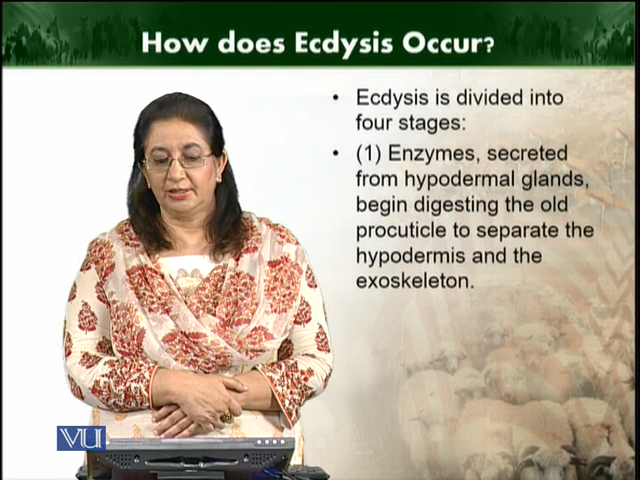 How does Ecdysis Occur?
• Ecdysis is divided into
four stages:
• (1) Enzymes, secreted
from hypodermal glands,
begin digesting the old
procuticle to separate the
hypodermis and the
exoskeleton.
VU